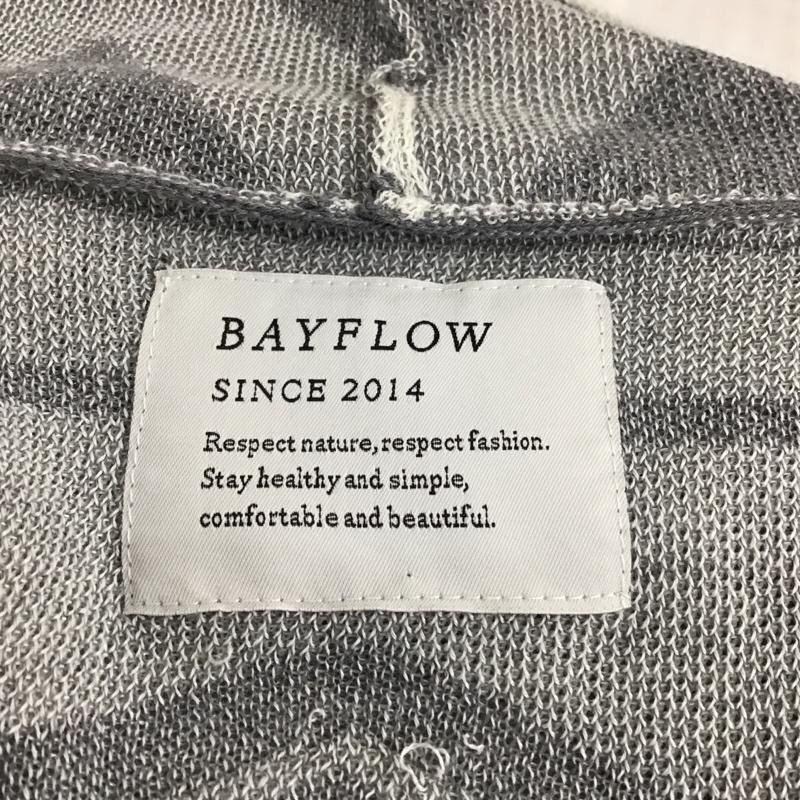 BAYFLOW
SINCE 2014
Respect nature, respect fashion.
Stay healthy and simple,
comfortable and beautiful.